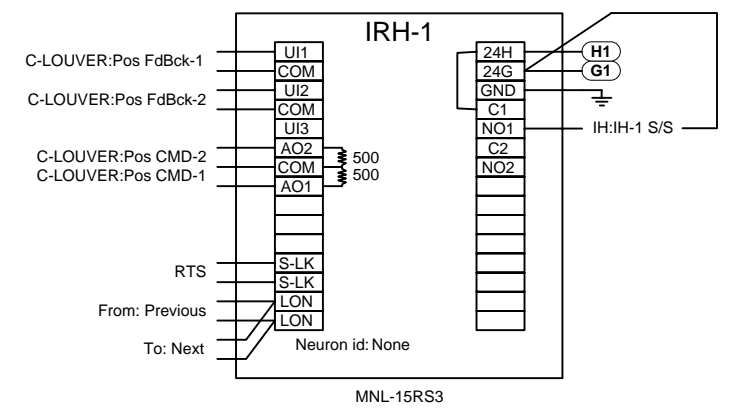 IRH-1
C-LOUVER:Pos FdBck-1
C-LOUVER:Pos FdBck-2
C-LOUVER:Pos CMD-2
C-LOUVER:Pos CMD-1
RTS
From: Previous
To: Next
UI1
COM
UI2
COM
UI3
AO2
COM
AO1
S-LK
S-LK
LON
LON
500
500
24H
24G
GND
C1
NO1
C2
NO2
H1
G1
IH:IH-1 S/S
Neuron id: None
MNL-15RS3